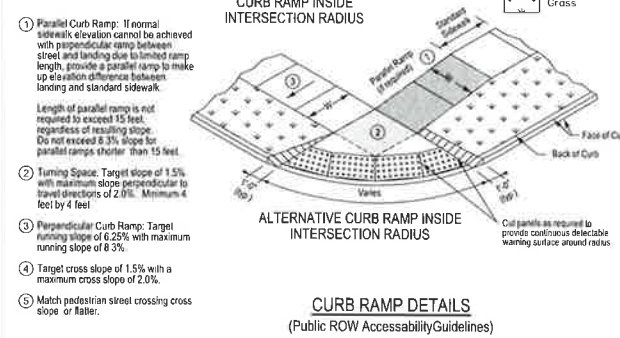 CURB RAMP INSIDE
INTERSECTION RADIUS
Grass
1 Parallel Curb Ramp: If normal
sidewalk elevation cannot be achieved
with perpendicular ramp between
street and landing due to limited ramp
length, provide a parallel ramp to make
up elevation difference between
landing and standard sidewalk.
Length of parallel ramp is not
required to exceed 15 feet,
regardless of resulting slope.
Do not exceed 8.3% slope for
parallel ramps shorter than 15 feet.
2 Turning Space: Target slope of 1.5%
with maximum slope perpendicular to
travel directions of 2.0%. Minimum 4
feet by 4 feet
3 Perpendicular Curb Ramp: Target
running slope of 6.25% with maximum
running slope of 8.3%.
4 Target cross slope of 1.5% with a
maximum cross slope of 2.0%.
5 Match pedestrian street crossing cross
slope or flatter.
Standard
Sidewalk
Parallel Ramp
(if required)
1
W
3
W
2
Face of Cu
Back of Curb
1'-0"
(typ.)
Varies
1'-0"
(typ.)
ALTERNATIVE CURB RAMP INSIDE
INTERSECTION RADIUS
Cut panels as required to
provide continuous detectable
warning surface around radius
CURB RAMP DETAILS
(Public ROW AccessabilityGuidelines)